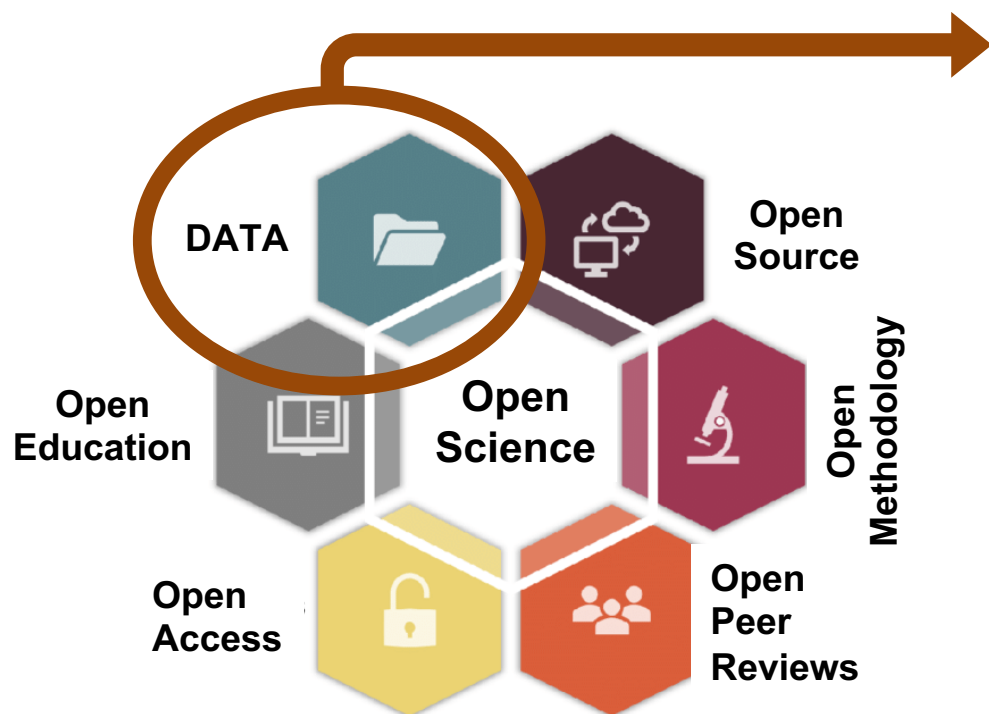 DATA
Open
Source
Open
Education
Open
Science
Open
Methodology
Open
Access
Open
Peer
Reviews